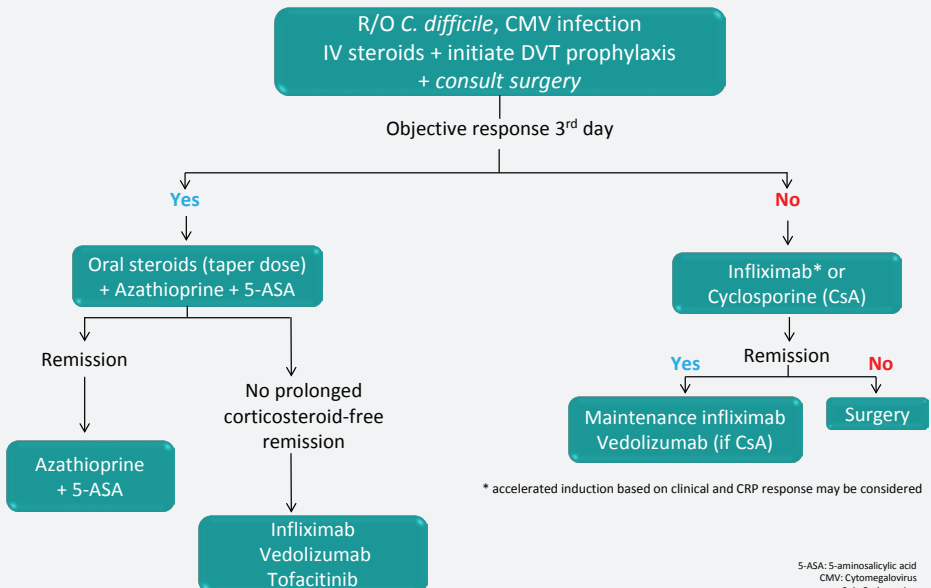 R/O C. difficile, CMV infection
IV steroids + initiate DVT prophylaxis
+ consult surgery
Objective response 3rd day
Yes
No
Oral steroids (taper dose)
+ Azathioprine + 5-ASA
Infliximab* or
Cyclosporine (CsA)
Remission
No prolonged
corticosteroid-free
remission
Remission
Yes
No
Azathioprine
+ 5-ASA
Maintenance infliximab
Vedolizumab (if CsA)
Surgery
* accelerated induction based on clinical and CRP response may be considered
Infliximab
Vedolizumab
Tofacitinib
5-ASA: 5-aminosalicylic acid
CMV: Cytomegalovirus